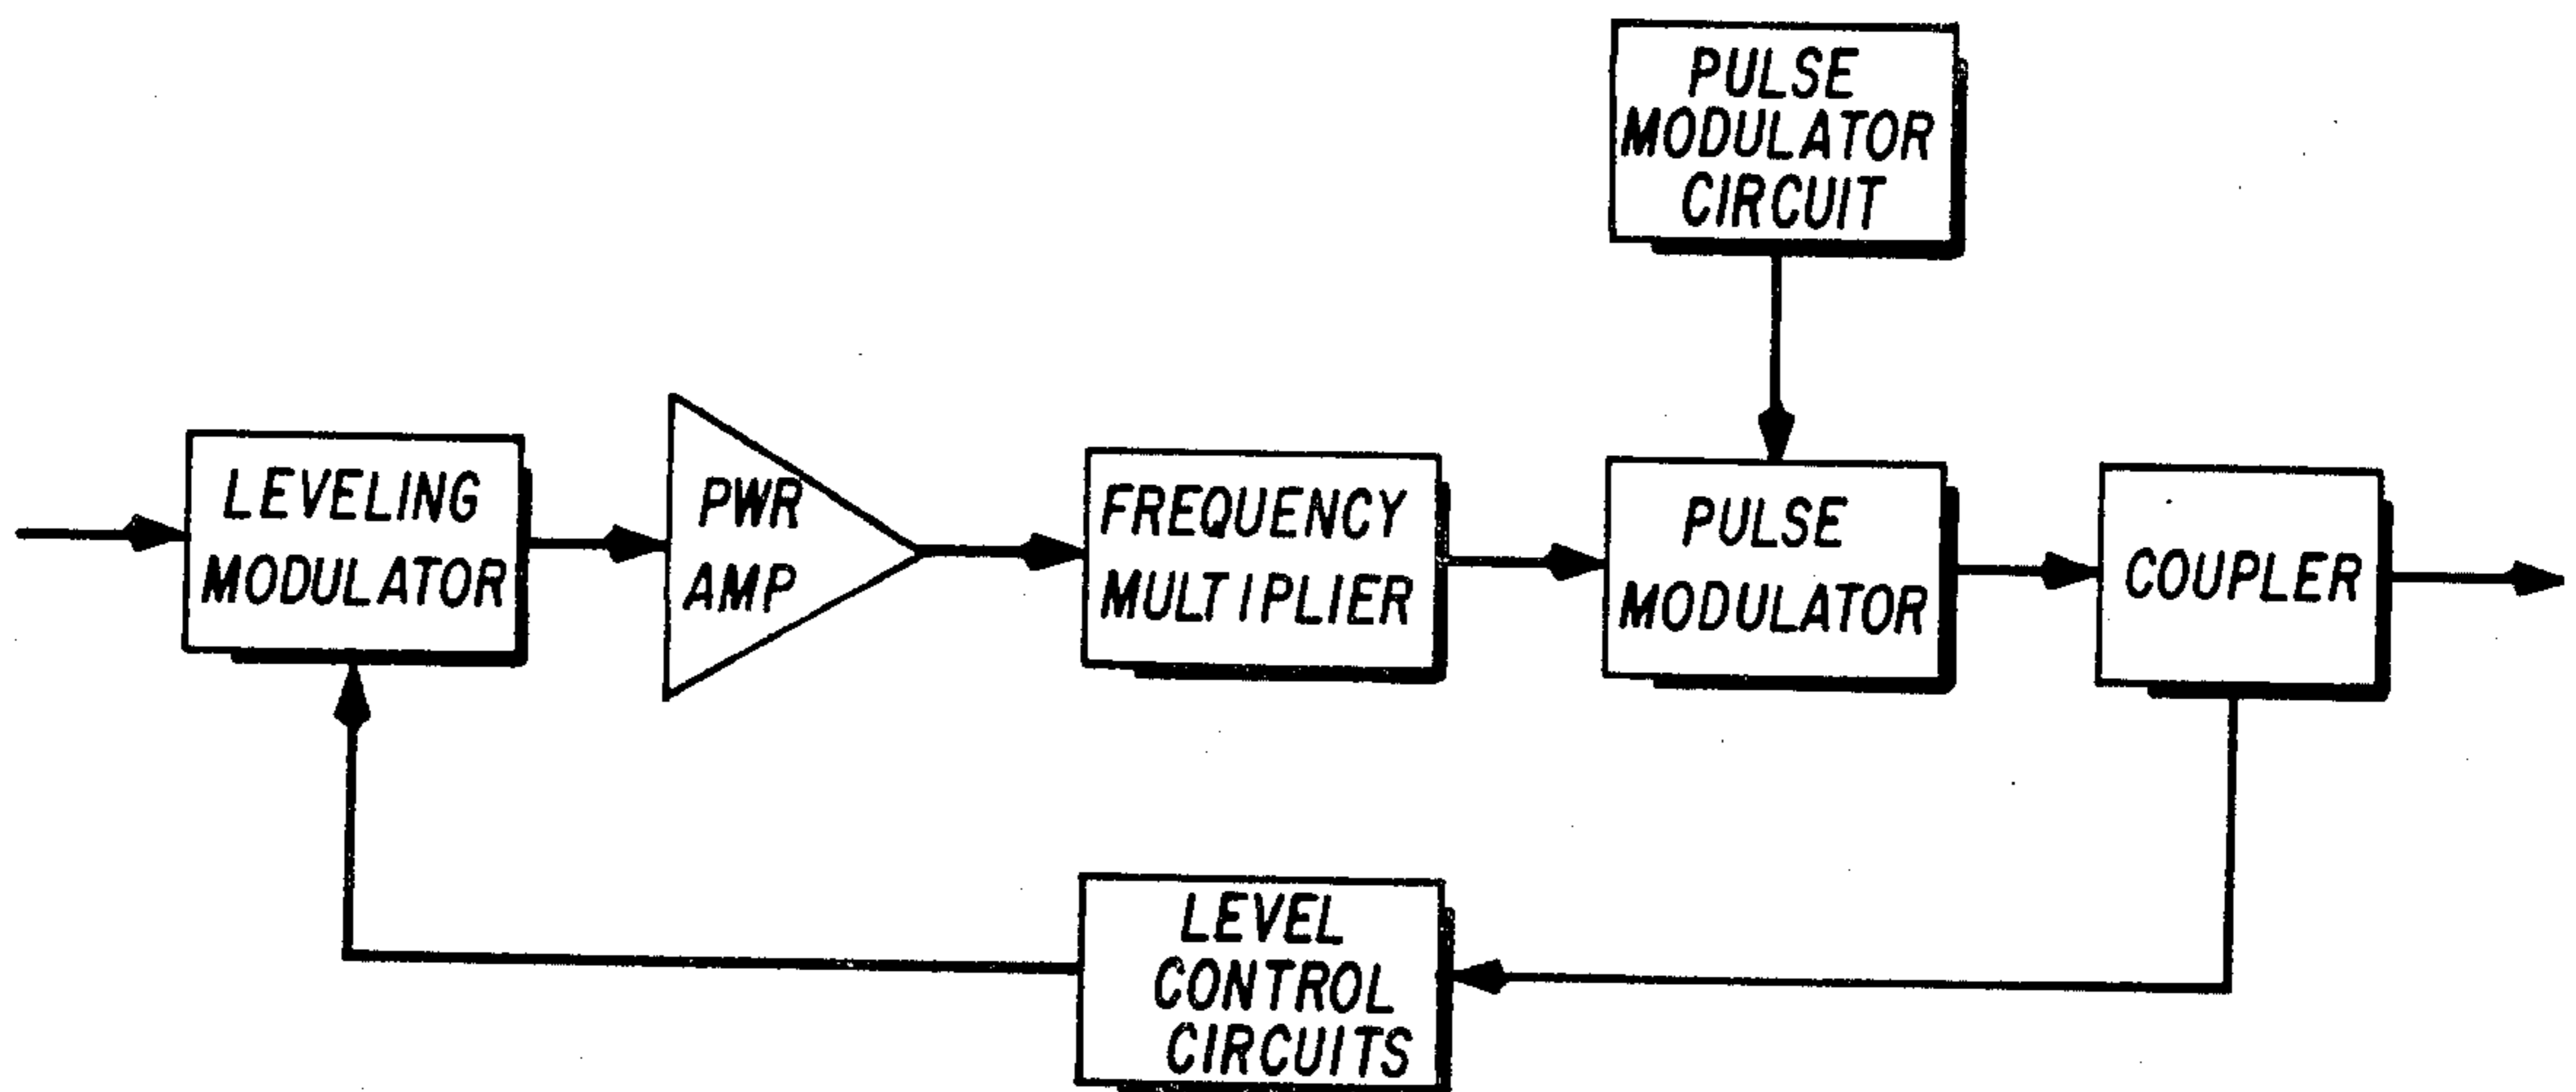 PULSE
MODULATOR
CIRCUIT
LEVELING
MODULATOR
PWR
AMP
FREQUENCY
MULTIPLIER
PULSE
MODULATOR
COUPLER
LEVEL
CONTROL
CIRCUITS